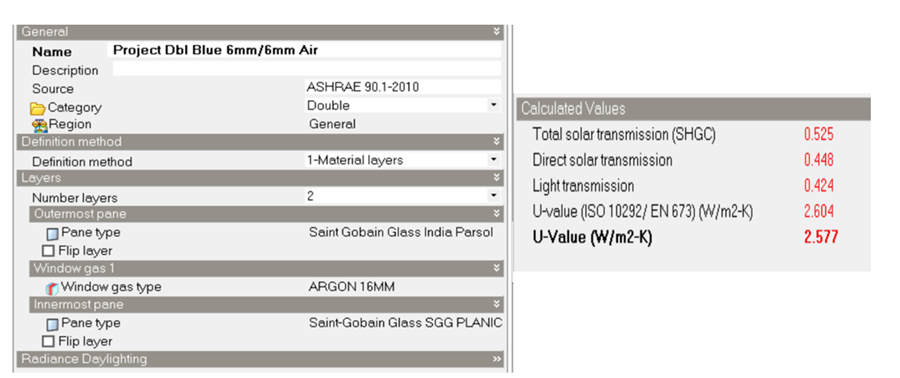 General
Name Project Dbl Blue 6mm/6mm Air
Description
Source ASHRAE 90.1-2010
Category Double
Region General
Definition method
Definition method 1-Material layers
Layers
Number layers 2
Outermost pane
Pane type Saint Gobain Glass India Parsol
Flip layer
Window gas 1
Window gas type ARGON 16MM
Innermost pane
Pane type Saint-Gobain Glass SGG PLANIC
Flip layer
Radiance Daylighting
Calculated Values
Total solar transmission (SHGC) 0.525
Direct solar transmission 0.448
Light transmission 0.424
U-value (ISO 10292/ EN 673) (W/m2-K) 2.604
U-Value (W/m2-K) 2.577